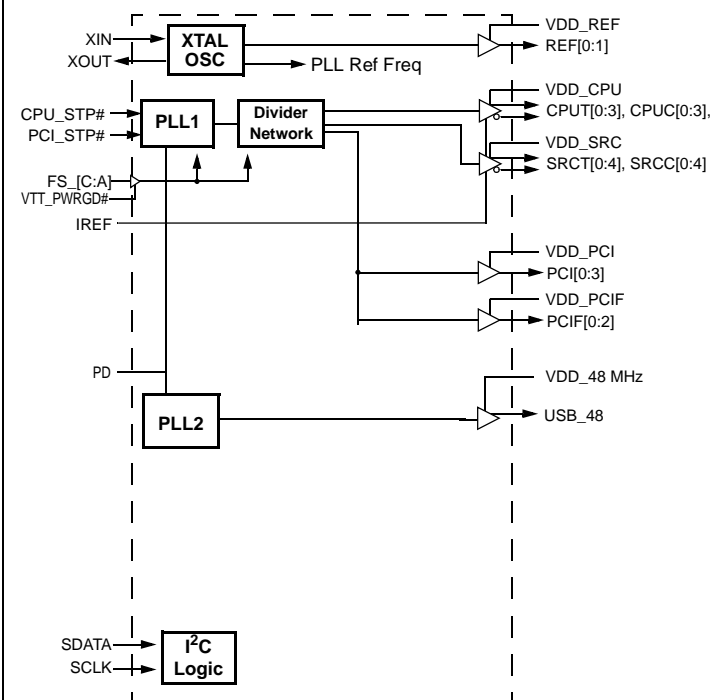 VDD_REF
XIN
XTAL
OSC
REF[0:1]
XOUT
PLL Ref Freq
VDD_CPU
CPU_STP#
PLL1
Divider
Network
CPUT[0:3], CPUC[0:3],
PCI_STP#
VDD_SRC
SRCT[0:4], SRCC[0:4]
FS_[C:A]
VTT_PWRGD#
IREF
VDD_PCI
PCI[0:3]
VDD_PCIF
PCIF[0:2]
PD
VDD_48 MHz
PLL2
USB_48
SDATA
I2C
Logic
SCLK